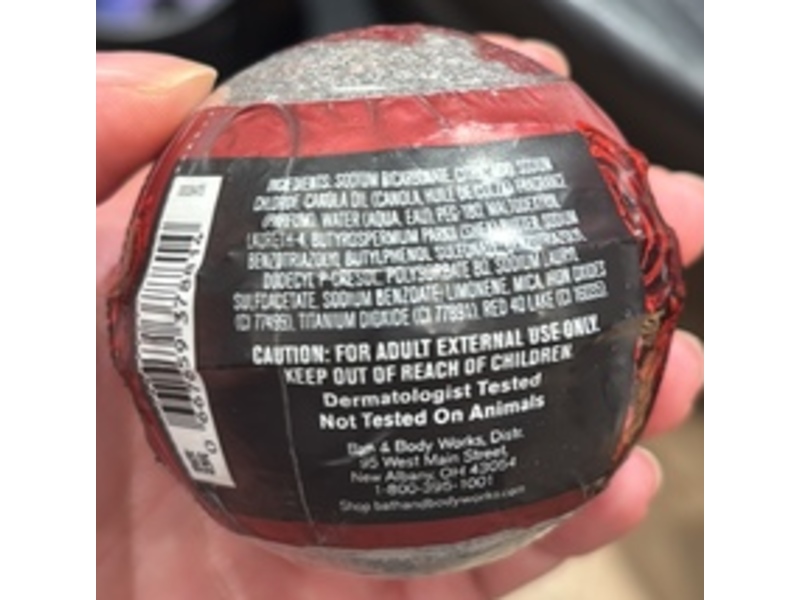 INGREDIENTS: SODIUM BICARBONATE, CITRIC ACID, SODIUM
CHLORIDE, CANOLA OIL (CANOLA, HUILE DE COLZA), FRAGRANCE
(PARFUM), WATER (AQUA, EAU), PEG-150, MALTODEXTRIN,
LAURETH-4, BUTYROSPERMUM PARKII BUTTER, SODIUM
BENZOTRIAZOLYL BUTYLPHENOL
DODECYL P-CRESOL, POLYSORBATE 80, SODIUM LAURYL
SULFOACETATE, SODIUM BENZOATE, LIMONENE, MICA, IRON OXIDES
(CI 77499), TITANIUM DIOXIDE (CI 77891), RED 40 LAKE (CI 16035).
CAUTION: FOR ADULT EXTERNAL USE ONLY.
KEEP OUT OF REACH OF CHILDREN
Dermatologist Tested
Not Tested On Animals
Bath & Body Works, Distr.
95 West Main Street,
New Albany, OH 43054
1-800-395-1001
Shop bathandbodyworks.com